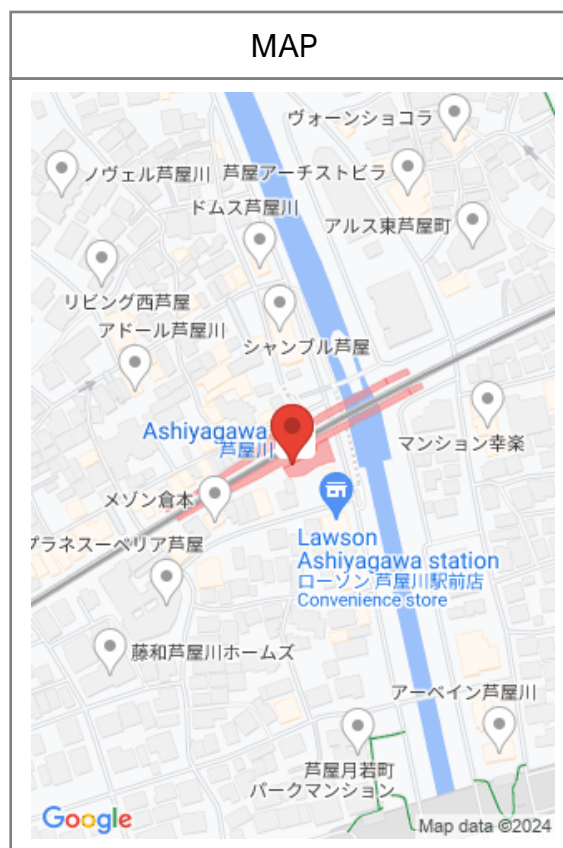 MAP
ヴォーンショコラ
ノヴェル芦屋川
芦屋アーチストビラ
ドムス芦屋川
アルス東芦屋町
リビング西芦屋
アドール芦屋川
シャンブル芦屋
Ashiyagawa
芦屋川
マンション幸楽
メゾン倉本
プラネスーペリア芦屋
Lawson
Ashiyagawa station
ローソン 芦屋川駅前店
Convenience store
藤和芦屋川ホームズ
アーベイン芦屋川
芦屋月若町
パークマンション
Google
Map data ©2024